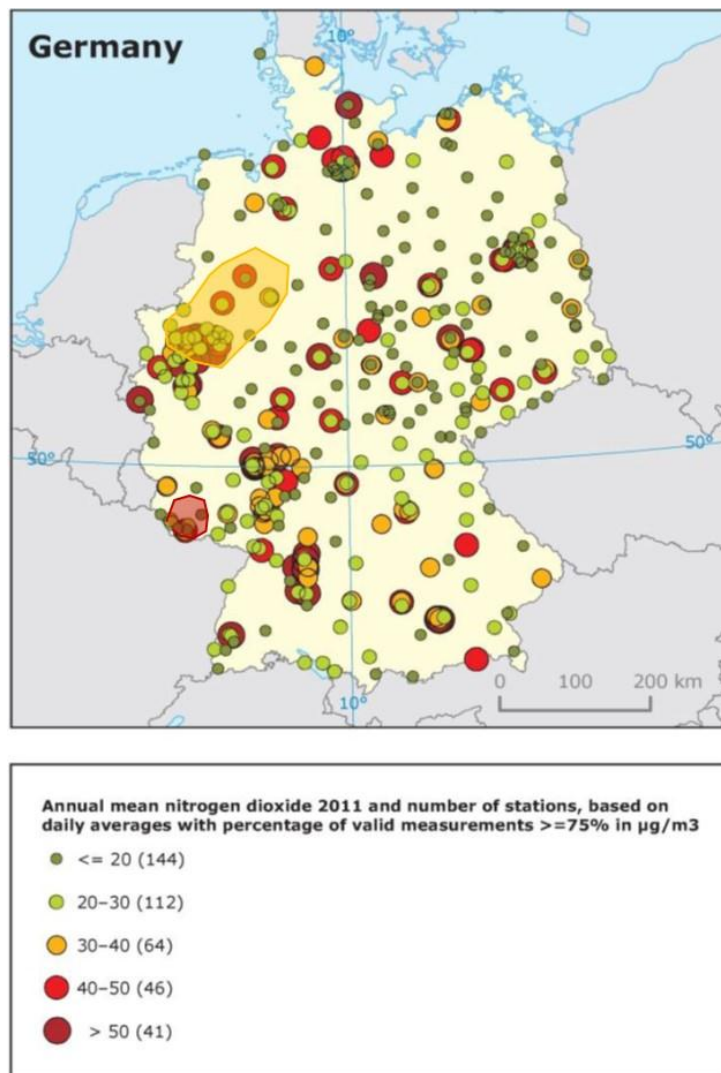 Germany
10°
50°
50°
10°
0 100 200 km
Annual mean nitrogen dioxide 2011 and number of stations, based on
daily averages with percentage of valid measurements >=75% in µg/m3
<= 20 (144)
20–30 (112)
30–40 (64)
40–50 (46)
> 50 (41)